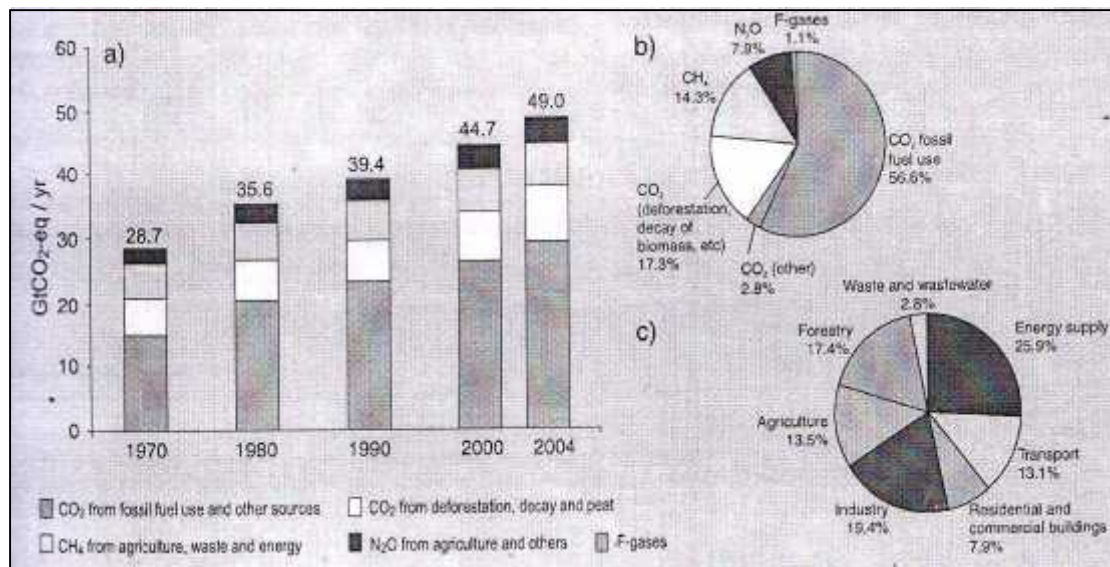 a)
GtCO₂-eq / yr
60
50
40
30
20
10
0
28.7
35.6
39.4
44.7
49.0
1970
1980
1990
2000
2004
CO₂ from fossil fuel use and other sources
CO₂ from deforestation, decay and peat
CH₄ from agriculture, waste and energy
N₂O from agriculture and others
F-gases
b)
F-gases
1.1%
N₂O
7.9%
CH₄
14.3%
CO₂ fossil
fuel use
56.6%
CO₂
(deforestation,
decay of
biomass, etc)
17.3%
CO₂ (other)
2.8%
c)
Waste and wastewater
2.8%
Energy supply
25.9%
Forestry
17.4%
Agriculture
13.5%
Transport
13.1%
Industry
19.4%
Residential and
commercial buildings
7.9%